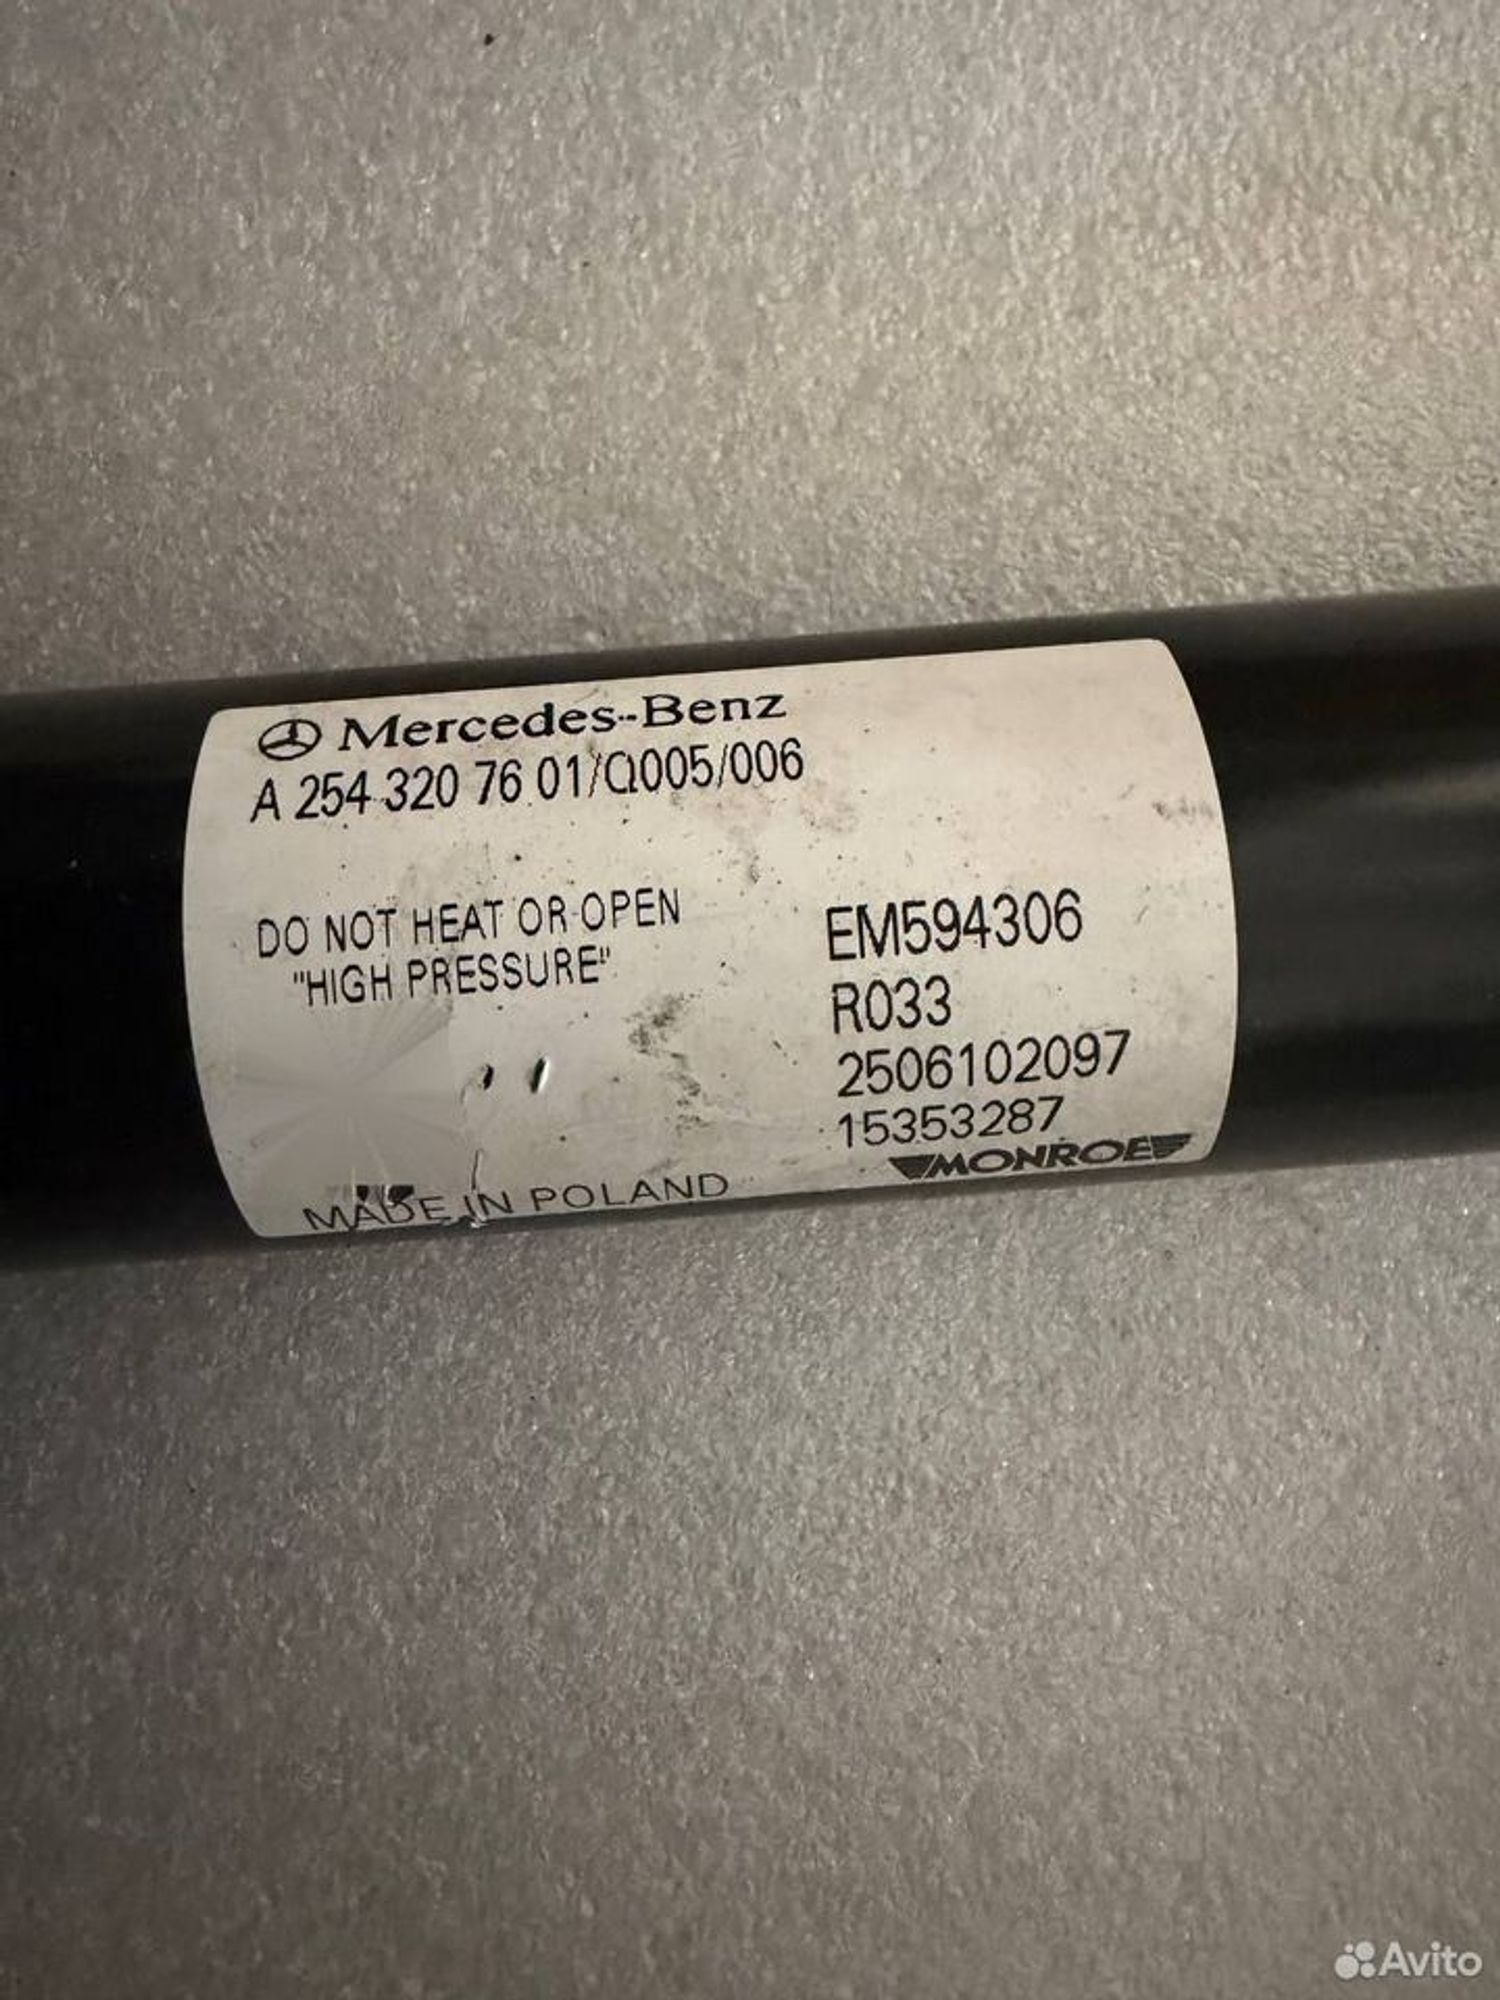 Mercedes-Benz
A 254 320 76 01/Q005/006
DO NOT HEAT OR OPEN
"HIGH PRESSURE"
EM594306
R033
2506102097
15353287
MONROE
MADE IN POLAND
Avito